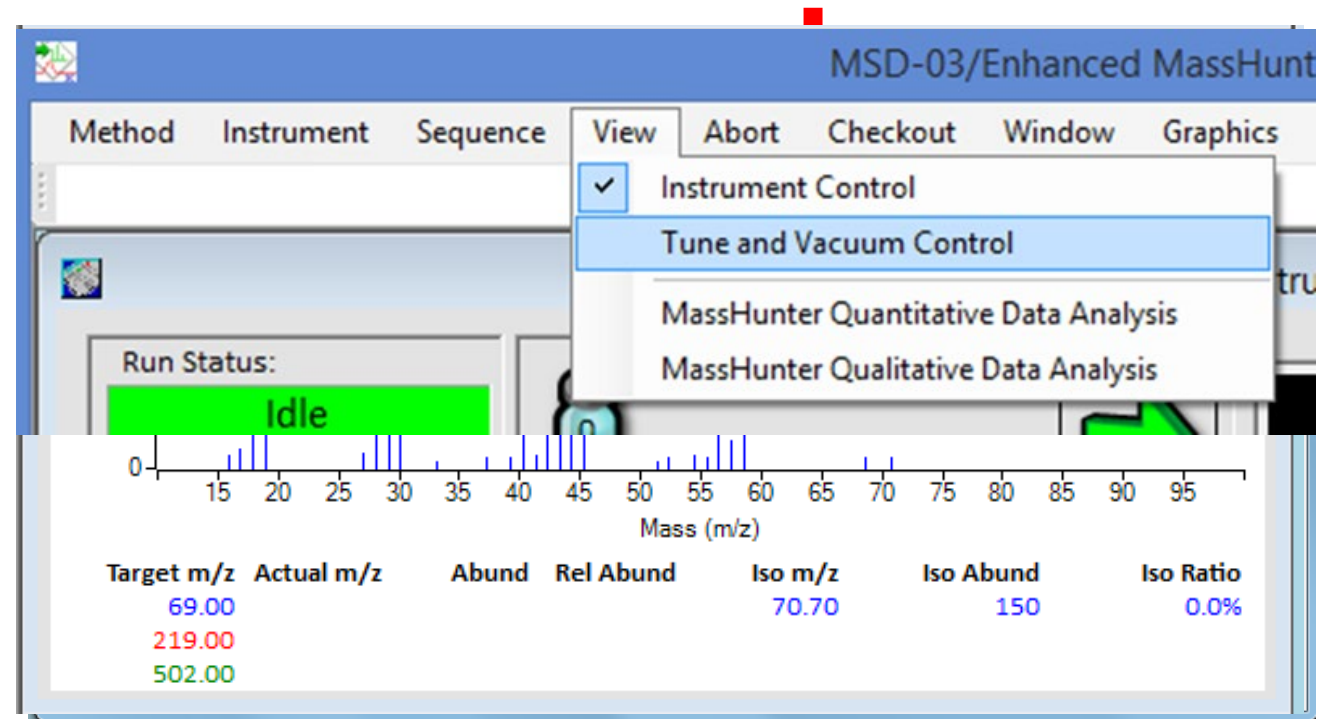 MSD-03/Enhanced MassHunt
Method Instrument Sequence View Abort Checkout Window Graphics
Instrument Control
Tune and Vacuum Control
MassHunter Quantitative Data Analysis
MassHunter Qualitative Data Analysis
tru
Run Status:
Idle
0
0
15 20 25 30 35 40 45 50 55 60 65 70 75 80 85 90 95
Mass (m/z)
Target m/z Actual m/z Abund Rel Abund Iso m/z Iso Abund Iso Ratio
69.00 70.70 150 0.0%
219.00
502.00